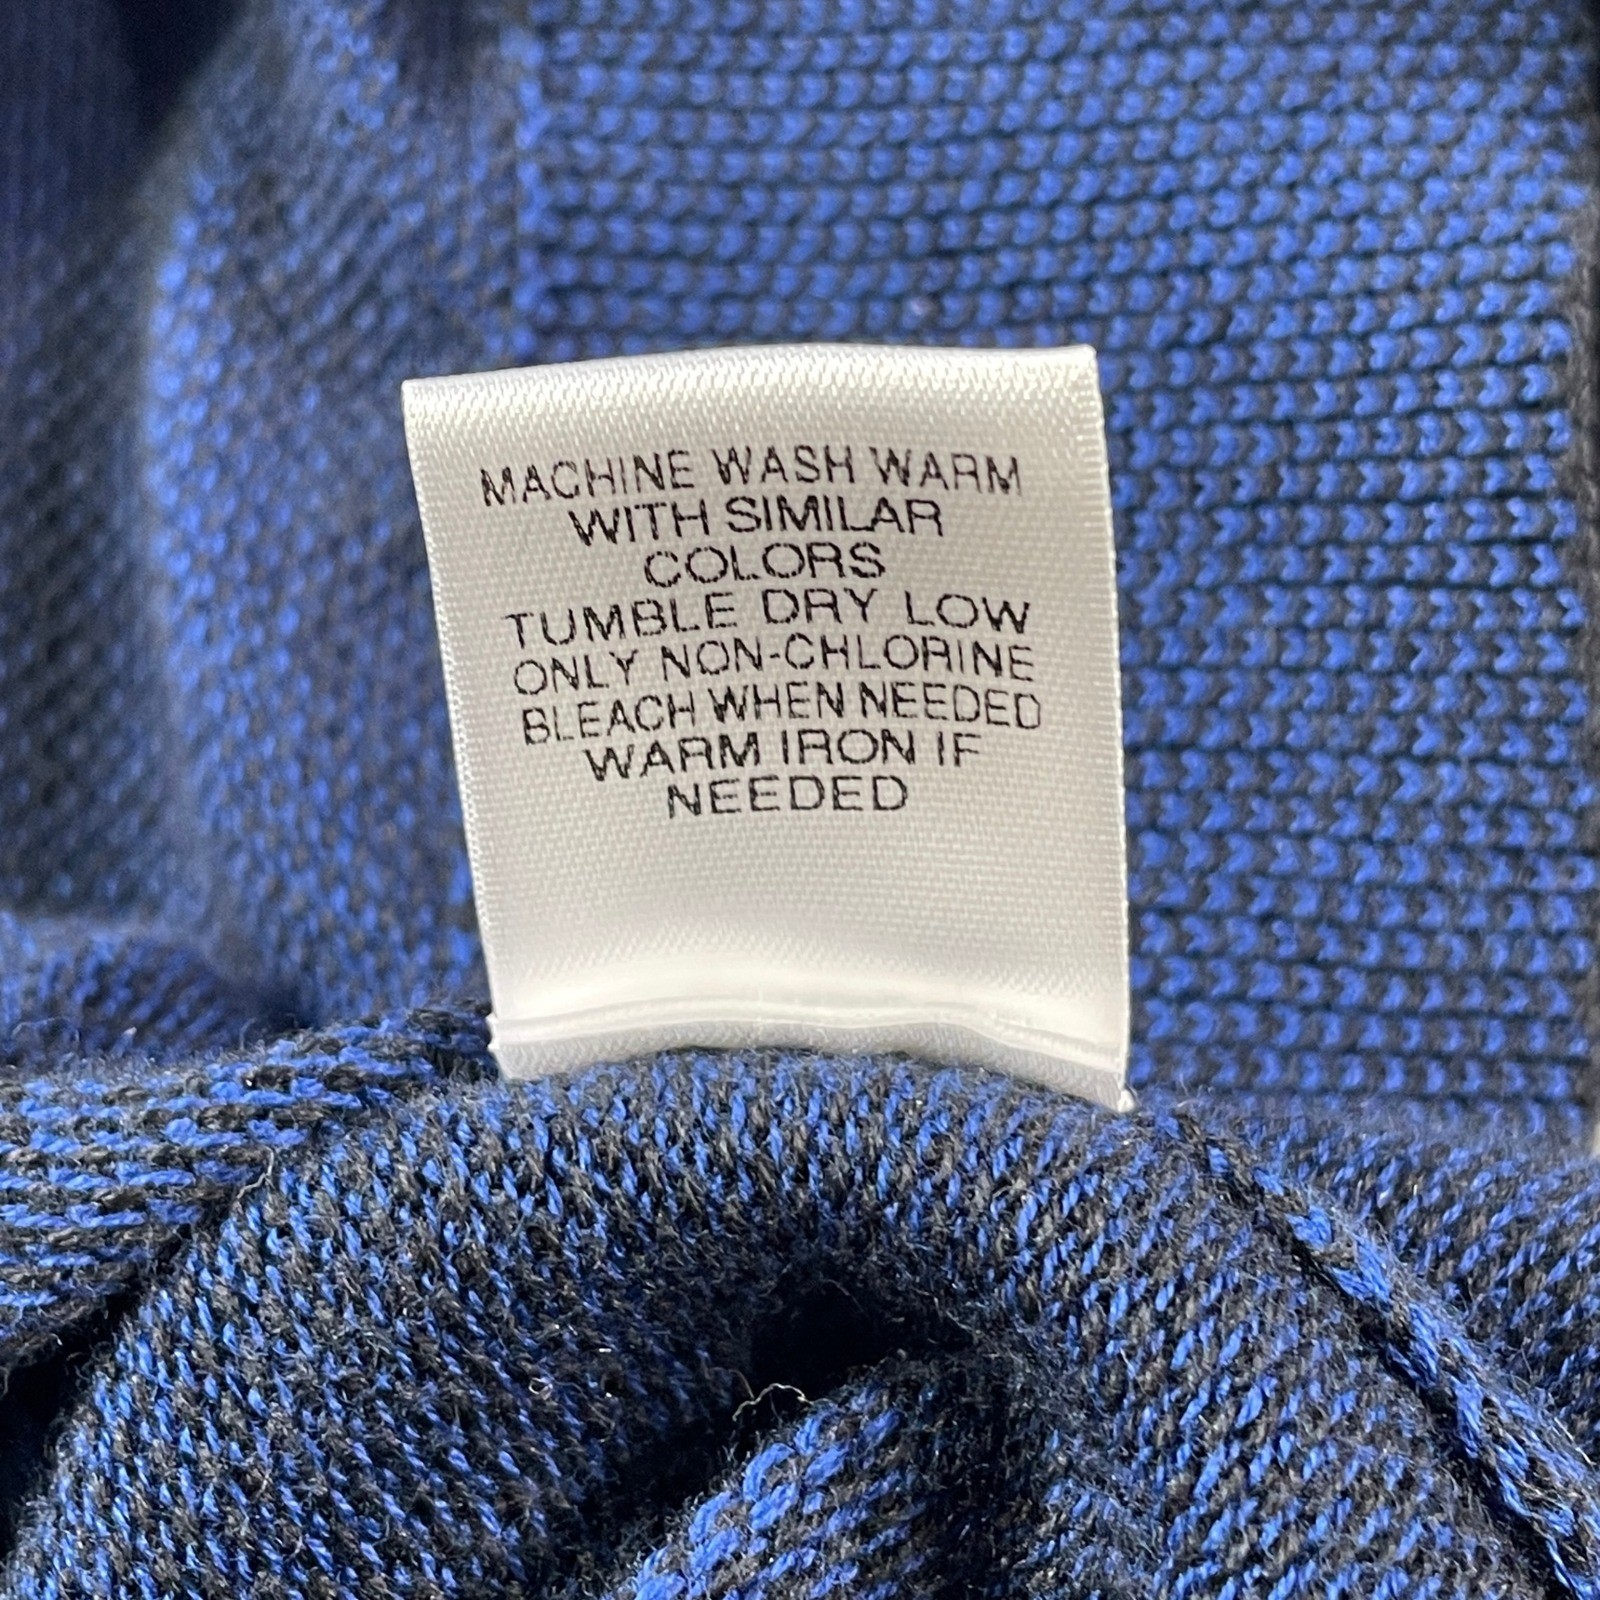 MACHINE WASH WARM
WITH SIMILAR
COLORS
TUMBLE DRY LOW
ONLY NON-CHLORINE
BLEACH WHEN NEEDED
WARM IRON IF
NEEDED